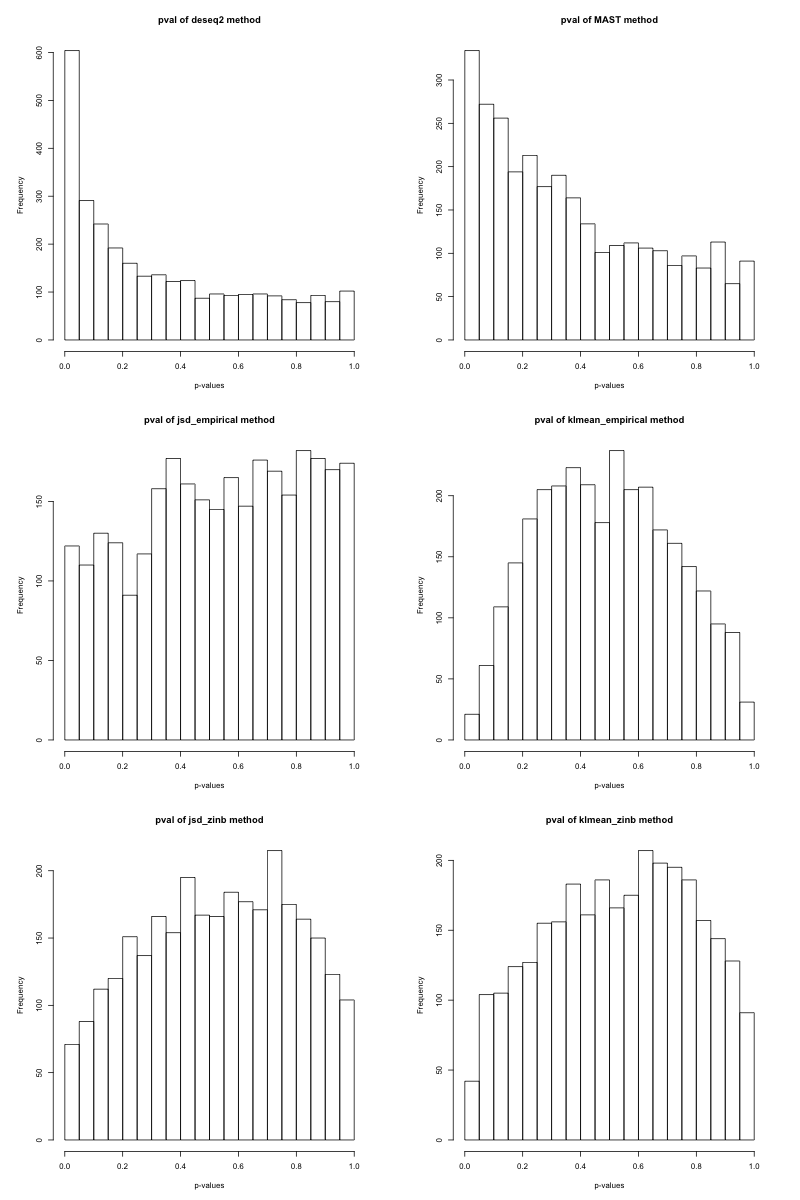 pval of deseq2 method
Frequency
0 100 200 300 400 500 600
0.0 0.2 0.4 0.6 0.8 1.0
p-values
pval of MAST method
Frequency
0 50 100 150 200 250 300
0.0 0.2 0.4 0.6 0.8 1.0
p-values
pval of jsd_empirical method
Frequency
0 50 100 150
0.0 0.2 0.4 0.6 0.8 1.0
p-values
pval of klmean_empirical method
Frequency
0 50 100 150 200
0.0 0.2 0.4 0.6 0.8 1.0
p-values
pval of jsd_zinb method
Frequency
0 50 100 150 200
0.0 0.2 0.4 0.6 0.8 1.0
p-values
pval of klmean_zinb method
Frequency
0 50 100 150 200
0.0 0.2 0.4 0.6 0.8 1.0
p-values